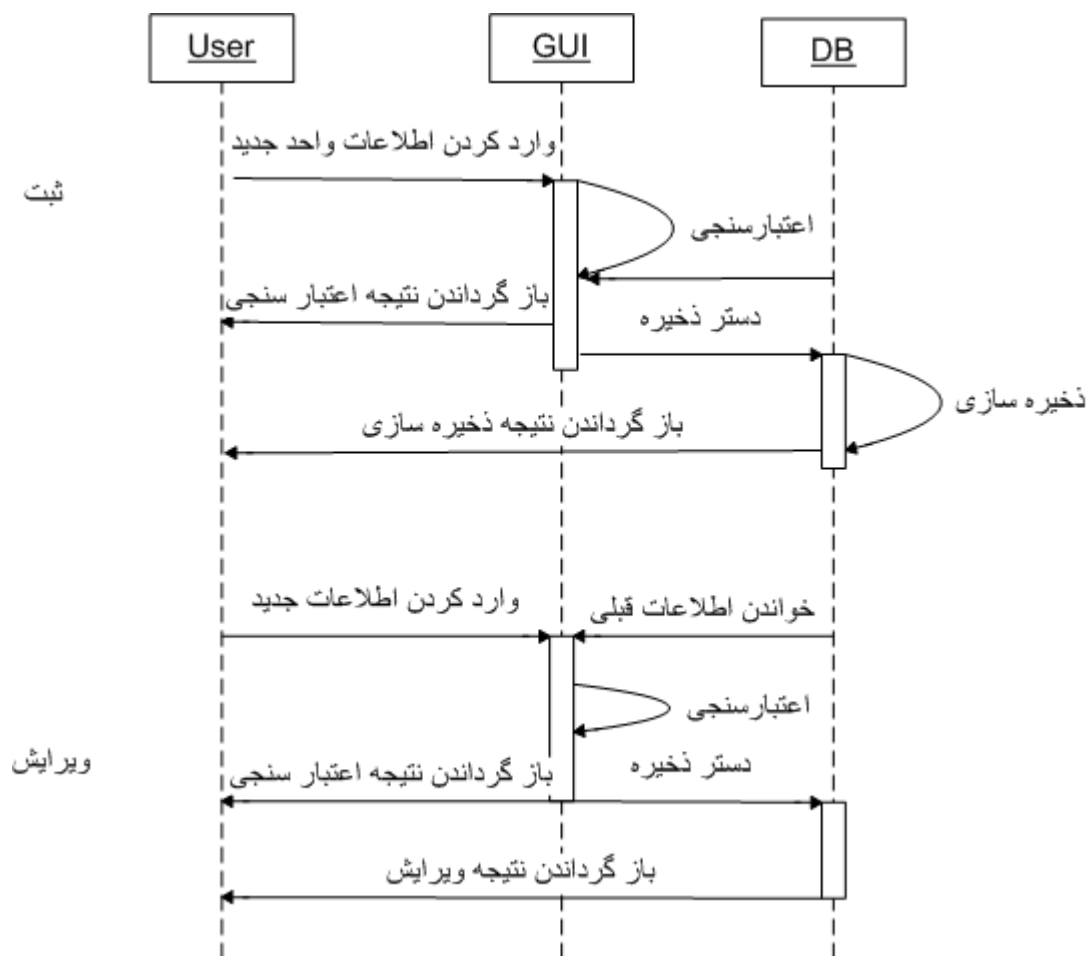 User
GUI
DB
وارد کردن اطلاعات واحد جدید
ثبت
اعتبارسنجی
باز گرداندن نتیجه اعتبار سنجی
دستر ذخیره
ذخیره سازی
باز گرداندن نتیجه ذخیره سازی
وارد کردن اطلاعات جدید
خواندن اطلاعات قبلی
اعتبارسنجی
ویرایش
باز گرداندن نتیجه اعتبار سنجی
دستر ذخیره
باز گرداندن نتیجه ویرایش